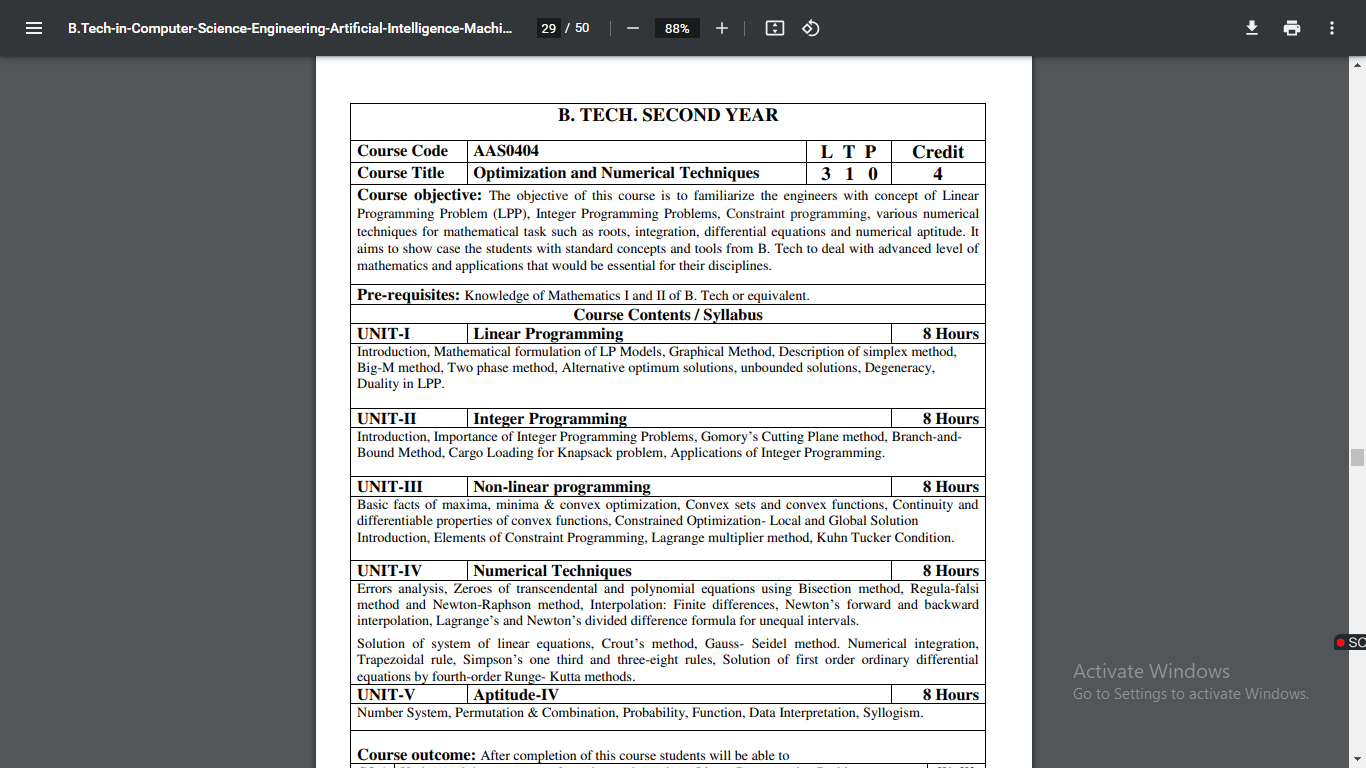 B.Tech-in-Computer-Science-Engineering-Artificial-Intelligence-Machi... 29 / 50 88%
B. TECH. SECOND YEAR
Course Code AAS0404 L T P Credit
Course Title Optimization and Numerical Techniques 3 1 0 4
Course objective: The objective of this course is to familiarize the engineers with concept of Linear
Programming Problem (LPP), Integer Programming Problems, Constraint programming, various numerical
techniques for mathematical task such as roots, integration, differential equations and numerical aptitude. It
aims to show case the students with standard concepts and tools from B. Tech to deal with advanced level of
mathematics and applications that would be essential for their disciplines.
Pre-requisites: Knowledge of Mathematics I and II of B. Tech or equivalent.
Course Contents / Syllabus
UNIT-I Linear Programming 8 Hours
Introduction, Mathematical formulation of LP Models, Graphical Method, Description of simplex method,
Big-M method, Two phase method, Alternative optimum solutions, unbounded solutions, Degeneracy,
Duality in LPP.
UNIT-II Integer Programming 8 Hours
Introduction, Importance of Integer Programming Problems, Gomory's Cutting Plane method, Branch-and-
Bound Method, Cargo Loading for Knapsack problem, Applications of Integer Programming.
UNIT-III Non-linear programming 8 Hours
Basic facts of maxima, minima & convex optimization, Convex sets and convex functions, Continuity and
differentiable properties of convex functions, Constrained Optimization- Local and Global Solution
Introduction, Elements of Constraint Programming, Lagrange multiplier method, Kuhn Tucker Condition.
UNIT-IV Numerical Techniques 8 Hours
Errors analysis, Zeroes of transcendental and polynomial equations using Bisection method, Regula-falsi
method and Newton-Raphson method, Interpolation: Finite differences, Newton's forward and backward
interpolation, Lagrange's and Newton's divided difference formula for unequal intervals.
Solution of system of linear equations, Crout's method, Gauss- Seidel method. Numerical integration,
Trapezoidal rule, Simpson's one third and three-eight rules, Solution of first order ordinary differential
equations by fourth-order Runge- Kutta methods.
UNIT-V Aptitude-IV 8 Hours
Number System, Permutation & Combination, Probability, Function, Data Interpretation, Syllogism.
Course outcome: After completion of this course students will be able to
SC
Activate Windows
Go to Settings to activate Windows.